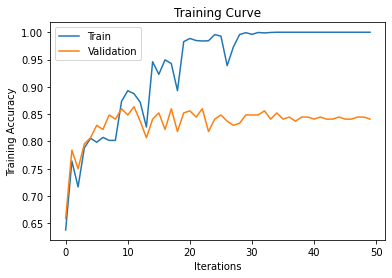 Training Curve
Train
Validation
Training Accuracy
1.00
0.95
0.90
0.85
0.80
0.75
0.70
0.65
0
10
20
30
40
50
Iterations